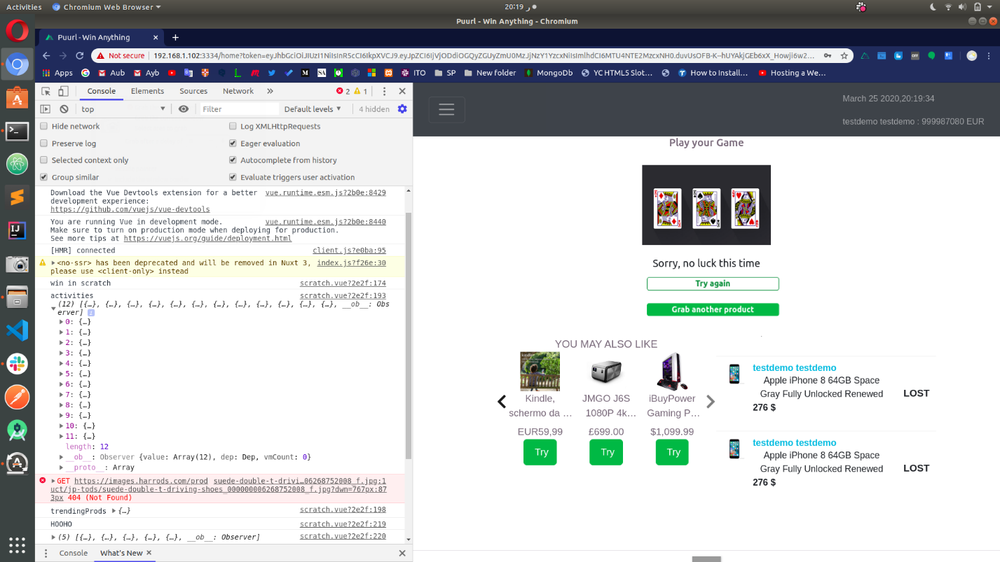 Activities Chromium Web Browser ر 20:19
Puurl - Win Anything - Chromium
Puurl - Win Anything
Not secure 192.168.1.102:3334/home?token=eyJhbGciOiJIUzI1NiIsInR5cCI6IkpXVCJ9.eyJpZCI6IjVjODdiOGQyZGUyZmU0MzJjNzY1YzcxNiIsImlhdCI6MTU4NTE2MzcxNH0.duvUsOFB-K--hUYAkjGEb6xX_Howji6w2...
Apps Aub Ayb ITO SP New folder MongoDb YC HTML5 Slot... How to Install... Hosting a We...
Console Elements Sources Network 2 1
top Filter Default levels 4 hidden
Hide network Log XMLHttpRequests
Preserve log Eager evaluation
Selected context only Autocomplete from history
Group similar Evaluate triggers user activation
Download the Vue Devtools extension for a better vue.runtime.esm.js?2b0e:8429
development experience:
https://github.com/vuejs/vue-devtools
You are running Vue in development mode. vue.runtime.esm.js?2b0e:8440
Make sure to turn on production mode when deploying for production.
See more tips at https://vuejs.org/guide/deployment.html
[HMR] connected client.js?e0ba:95
<no-ssr> has been deprecated and will be removed in Nuxt 3, index.js?f26e:30
please use <client-only> instead
win in scratch scratch.vue?2e2f:174
activities scratch.vue?2e2f:193
(12) [{…}, {…}, {…}, {…}, {…}, {…}, {…}, {…}, {…}, {…}, {…}, {…}, __ob__: Obs
erver] i
0: {…}
1: {…}
2: {…}
3: {…}
4: {…}
5: {…}
6: {…}
7: {…}
8: {…}
9: {…}
10: {…}
11: {…}
length: 12
__ob__: Observer {value: Array(12), dep: Dep, vmCount: 0}
__proto__: Array
GET https://images.harrods.com/prod suede-double-t-drivi…06268752008_f.jpg:1
uct/jp-tods/suede-double-t-driving-shoes_000000006268752008_f.jpg?dwn=767px:87
3px 404 (Not Found)
trendingProds {…} scratch.vue?2e2f:198
HOOHO scratch.vue?2e2f:219
(5) [{…}, {…}, {…}, {…}, {…}, __ob__: Observer] scratch.vue?2e2f:220
Console What's New
March 25 2020,20:19:34
testdemo testdemo : 999987080 EUR
Play your Game
Sorry, no luck this time
Try again
Grab another product
YOU MAY ALSO LIKE
Kindle,
schermo da …
EUR59,99
Try
JMGO J6S
1080P 4k…
£699.00
Try
iBuyPower
Gaming P…
$1,099.99
Try
testdemo testdemo
Apple iPhone 8 64GB Space
Gray Fully Unlocked Renewed LOST
276 $
testdemo testdemo
Apple iPhone 8 64GB Space
Gray Fully Unlocked Renewed LOST
276 $